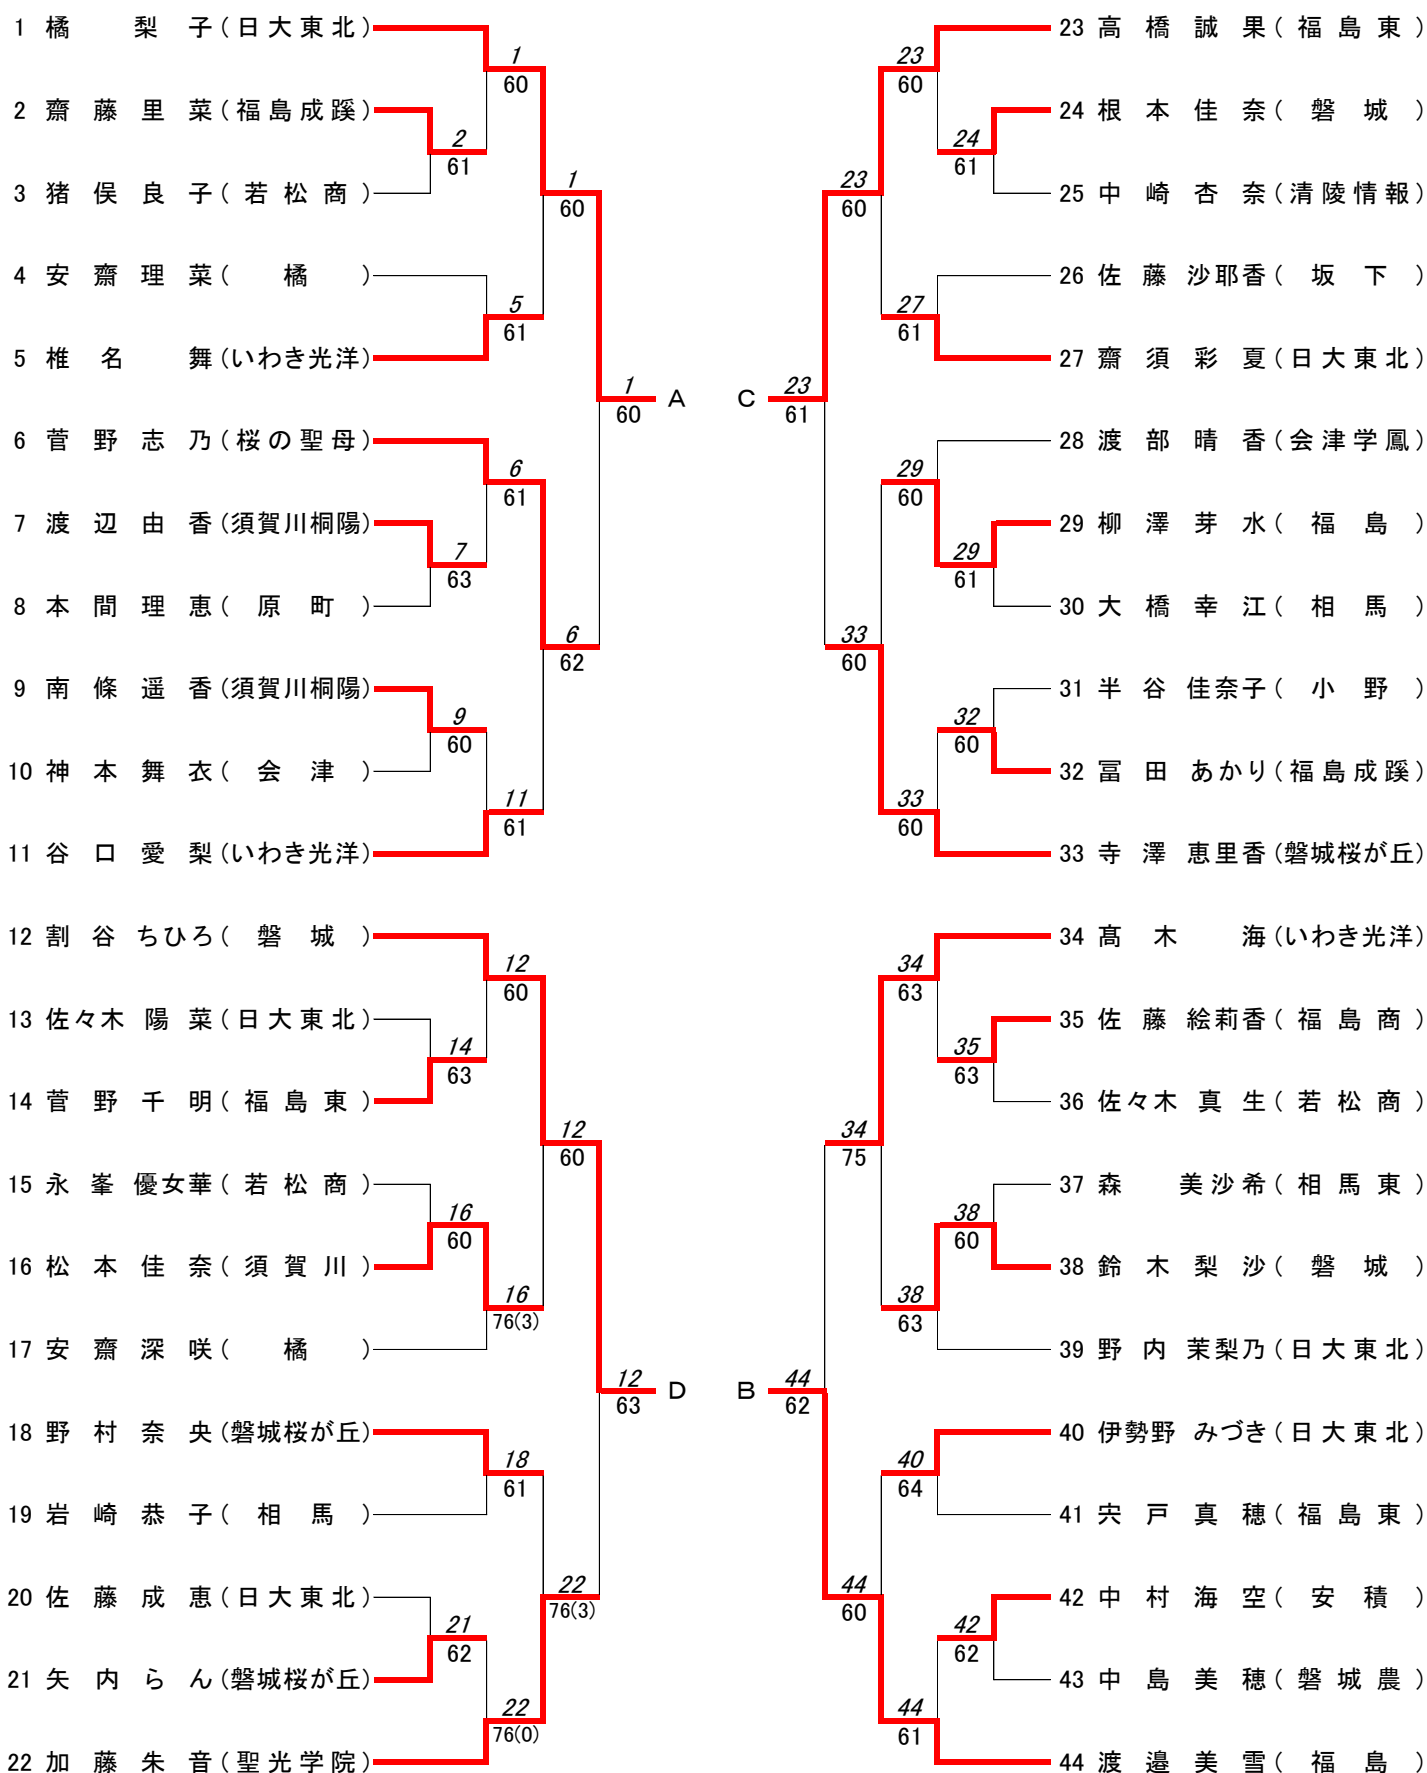 1 橘 梨 子 (日大東北)
1
60
2 齋 藤 里 菜 (福島成蹊)
2
61
3 猪 俣 良 子 (若松商)
1
60
4 安 齋 理 菜 (橘)
5
61
5 椎 名 舞 (いわき光洋)
1
60
A
6 菅 野 志 乃 (桜の聖母)
6
61
7 渡 辺 由 香 (須賀川桐陽)
7
63
8 本 間 理 恵 (原町)
6
62
9 南 條 遥 香 (須賀川桐陽)
9
60
10 神 本 舞 衣 (会津)
11
61
11 谷 口 愛 梨 (いわき光洋)
12 割 谷 ちひろ (磐城)
12
60
13 佐々木 陽 菜 (日大東北)
14
63
14 菅 野 千 明 (福島東)
12
60
15 永 峯 優女華 (若松商)
16
60
16 松 本 佳 奈 (須賀川)
16
76(3)
17 安 齋 深 咲 (橘)
12
63
D
18 野 村 奈 央 (磐城桜が丘)
18
61
19 岩 崎 恭 子 (相馬)
22
76(3)
20 佐 藤 成 恵 (日大東北)
21
62
21 矢 内 ら ん (磐城桜が丘)
22
76(0)
22 加 藤 朱 音 (聖光学院)
23 高 橋 誠 果 (福島東)
23
60
24 根 本 佳 奈 (磐城)
24
61
25 中 崎 杏 奈 (清陵情報)
23
60
26 佐 藤 沙耶香 (坂下)
27
61
27 齋 須 彩 夏 (日大東北)
C
23
61
28 渡 部 晴 香 (会津学鳳)
29
60
29 柳 澤 芽 水 (福島)
29
61
30 大 橋 幸 江 (相馬)
33
60
31 半 谷 佳奈子 (小野)
32
60
32 冨 田 あかり (福島成蹊)
33
60
33 寺 澤 恵里香 (磐城桜が丘)
34 髙 木 海 (いわき光洋)
34
63
35 佐 藤 絵莉香 (福島商)
35
63
36 佐々木 真 生 (若松商)
34
75
37 森 美沙希 (相馬東)
38
60
38 鈴 木 梨 沙 (磐城)
38
63
39 野 内 茉梨乃 (日大東北)
B
44
62
40 伊勢野 みづき (日大東北)
40
64
41 宍 戸 真 穂 (福島東)
44
60
42 中 村 海 空 (安積)
42
62
43 中 島 美 穂 (磐城農)
44
61
44 渡 邉 美 雪 (福島)